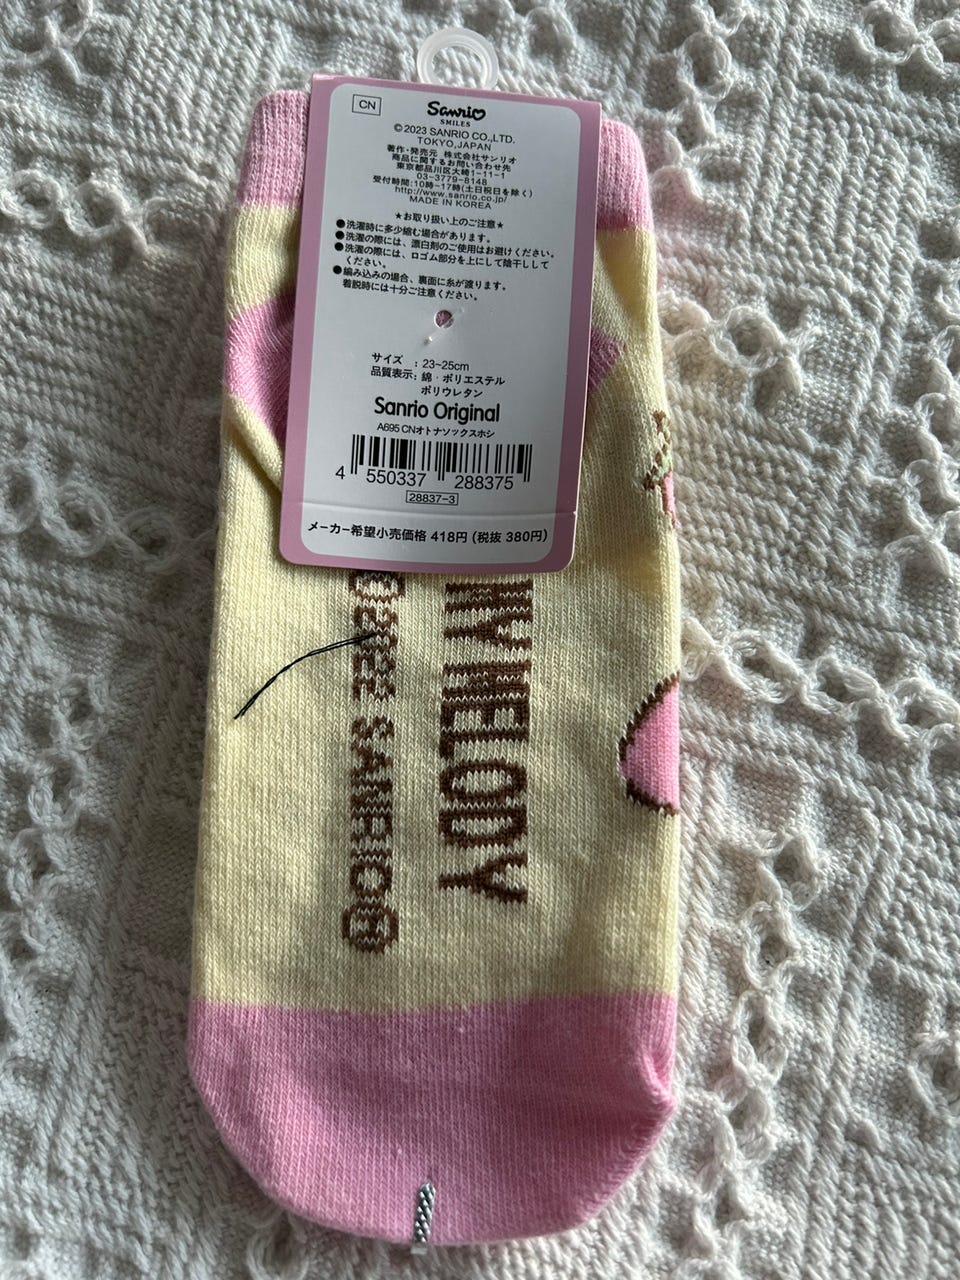 CN
Sanrio
SMILES
©2023 SANRIO CO.,LTD.
TOKYO,JAPAN
著作・発売元 株式会社サンリオ
商品に関するお問い合わせ先
東京都品川区大崎1-11-1
03-3779-8148
受付時間:10時-17時(土日祝日を除く)
http://www.sanrio.co.jp/
MADE IN KOREA
★お取り扱い上のご注意★
●洗濯時に多少縮む場合があります。
●洗濯の際には、漂白剤のご使用はお避けください。
●洗濯の際には、口ゴム部分を上にして陰干しして
ください。
●編み込みの場合、裏面に糸が渡ります。
着脱時には十分ご注意ください。
サイズ : 23~25cm
品質表示: 綿・ポリエステル
ポリウレタン
Sanrio Original
A695 CNオトナソックスホシ
4 550337 288375
28837-3
メーカー希望小売価格 418円 (税抜 380円)
MY MELODY
SANRIO